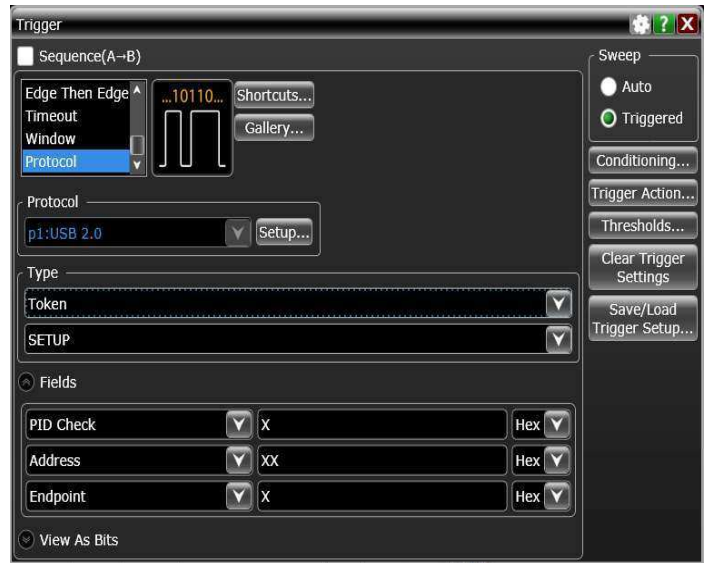 Trigger
?
X
Sequence(A→B)
Edge Then Edge
Timeout
Window
Protocol
...10110...
Shortcuts...
Gallery...
Protocol
p1:USB 2.0
Setup...
Type
Token
SETUP
Fields
PID Check
X
Hex
Address
XX
Hex
Endpoint
X
Hex
View As Bits
Sweep
Auto
Triggered
Conditioning...
Trigger Action...
Thresholds...
Clear Trigger
Settings
Save/Load
Trigger Setup...